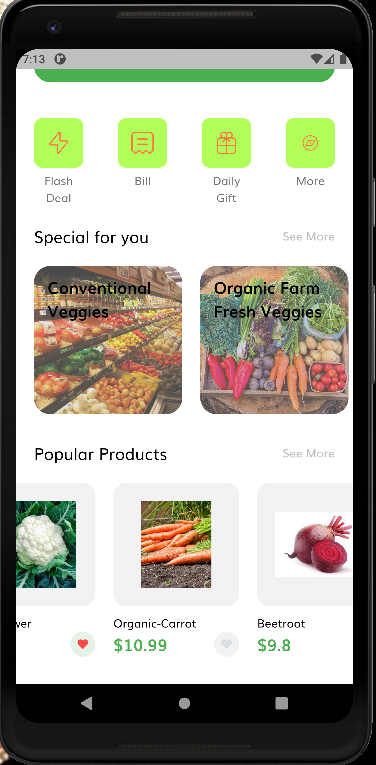 7:13
Flash
Deal
Bill
Daily
Gift
More
Special for you
See More
Conventional
Veggies
Organic Farm
Fresh Veggies
Popular Products
See More
wer
Organic-Carrot
Beetroot
$10.99
$9.8